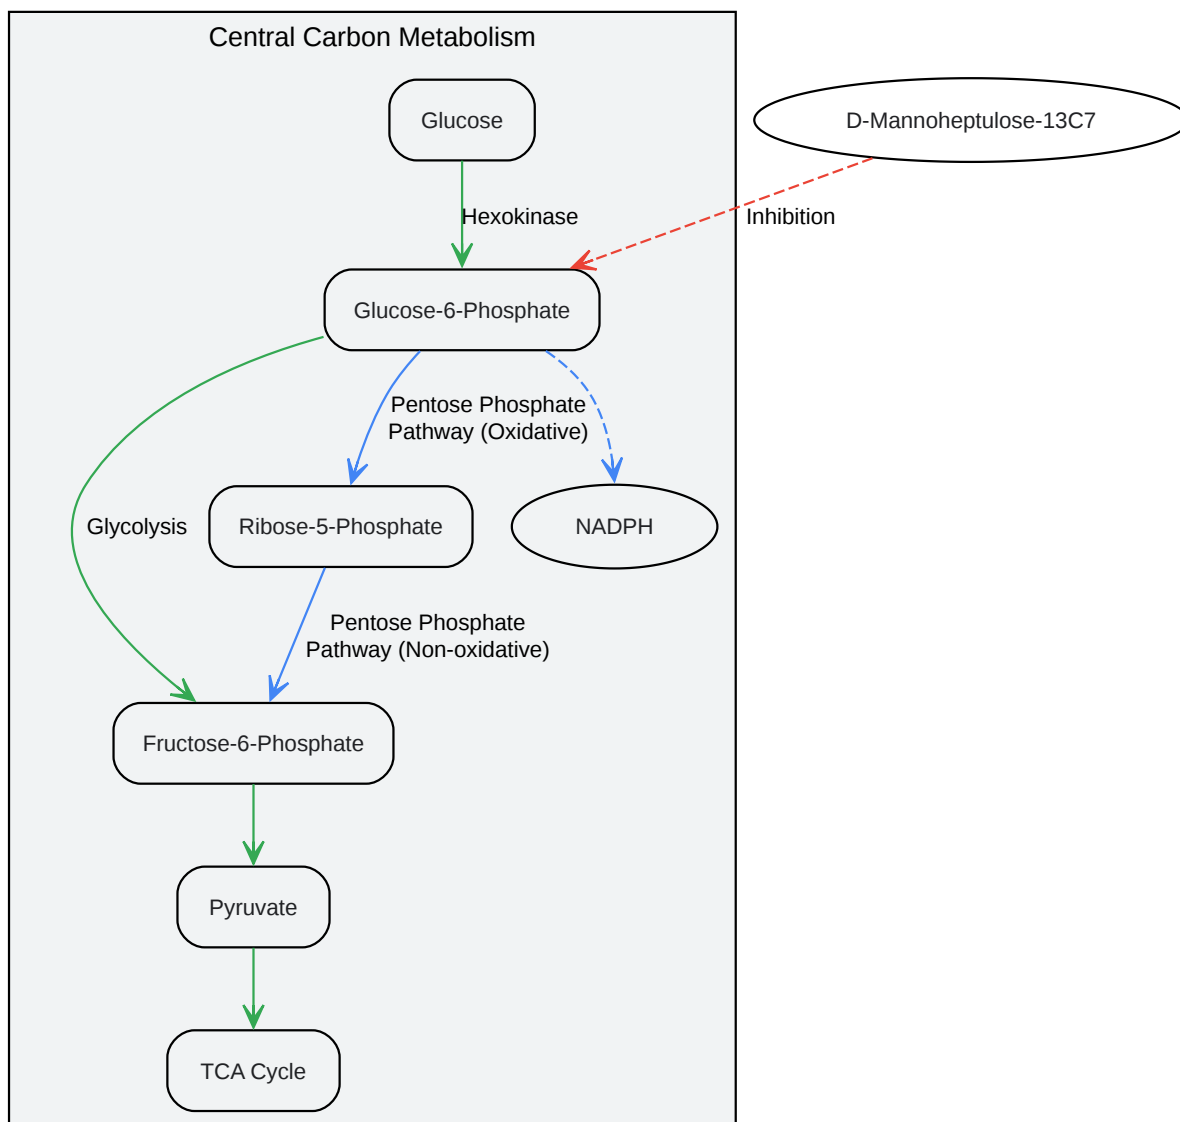 Central Carbon Metabolism
Glucose
D-Mannoheptulose-13C7
Hexokinase
Inhibition
Glucose-6-Phosphate
Pentose Phosphate
Pathway (Oxidative)
Glycolysis
Ribose-5-Phosphate
NADPH
Pentose Phosphate
Pathway (Non-oxidative)
Fructose-6-Phosphate
Pyruvate
TCA Cycle